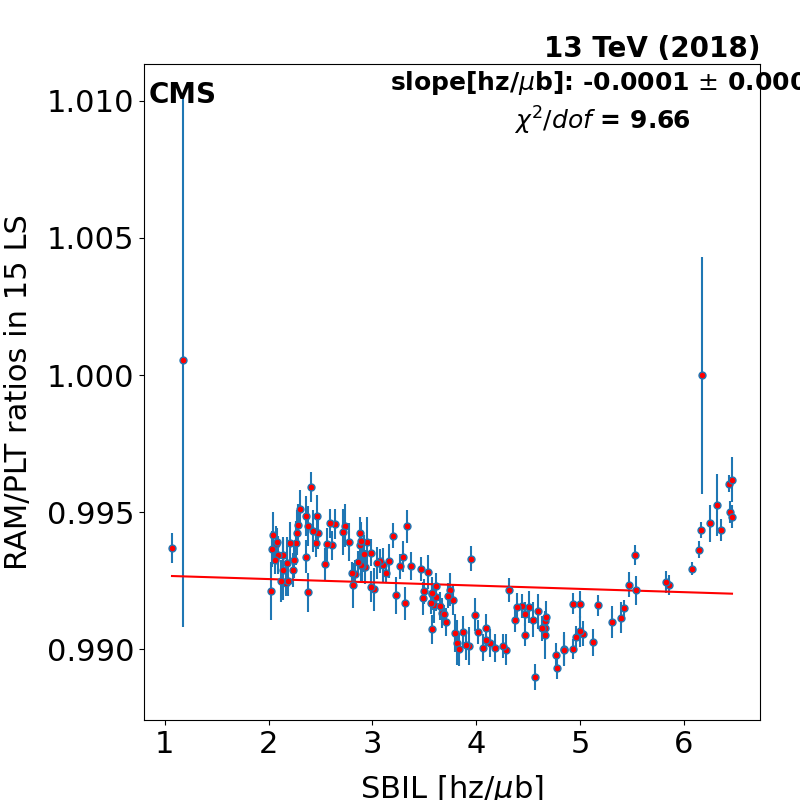 13 TeV (2018)
CMS
slope[hz/μb]: -0.0001 ± 0.000
χ²/dof = 9.66
RAM/PLT ratios in 15 LS
1.010
1.005
1.000
0.995
0.990
1 2 3 4 5 6
SBIL [hz/μb]